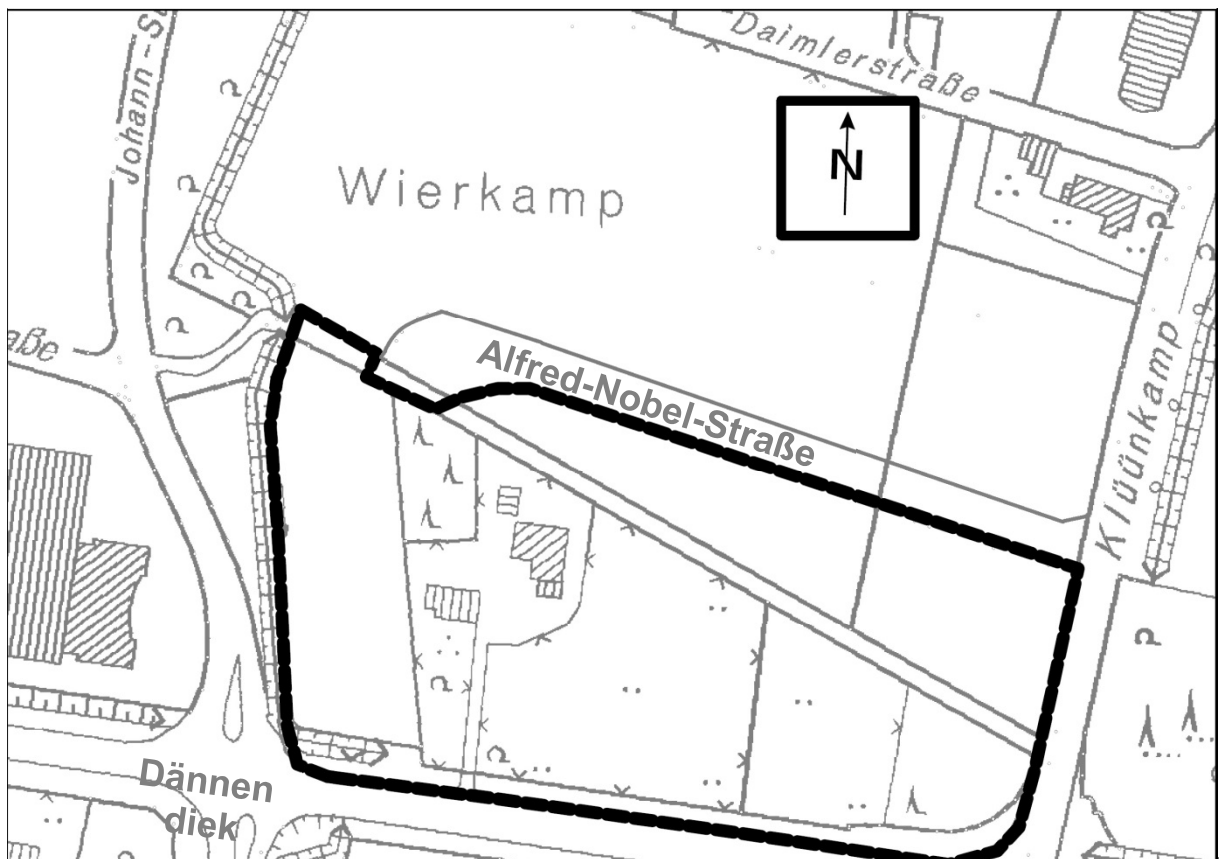 Johann-S
Daimlerstraße
N
Wierkamp
aße
Alfred-Nobel-Straße
Klüünkamp
Dännen
diek